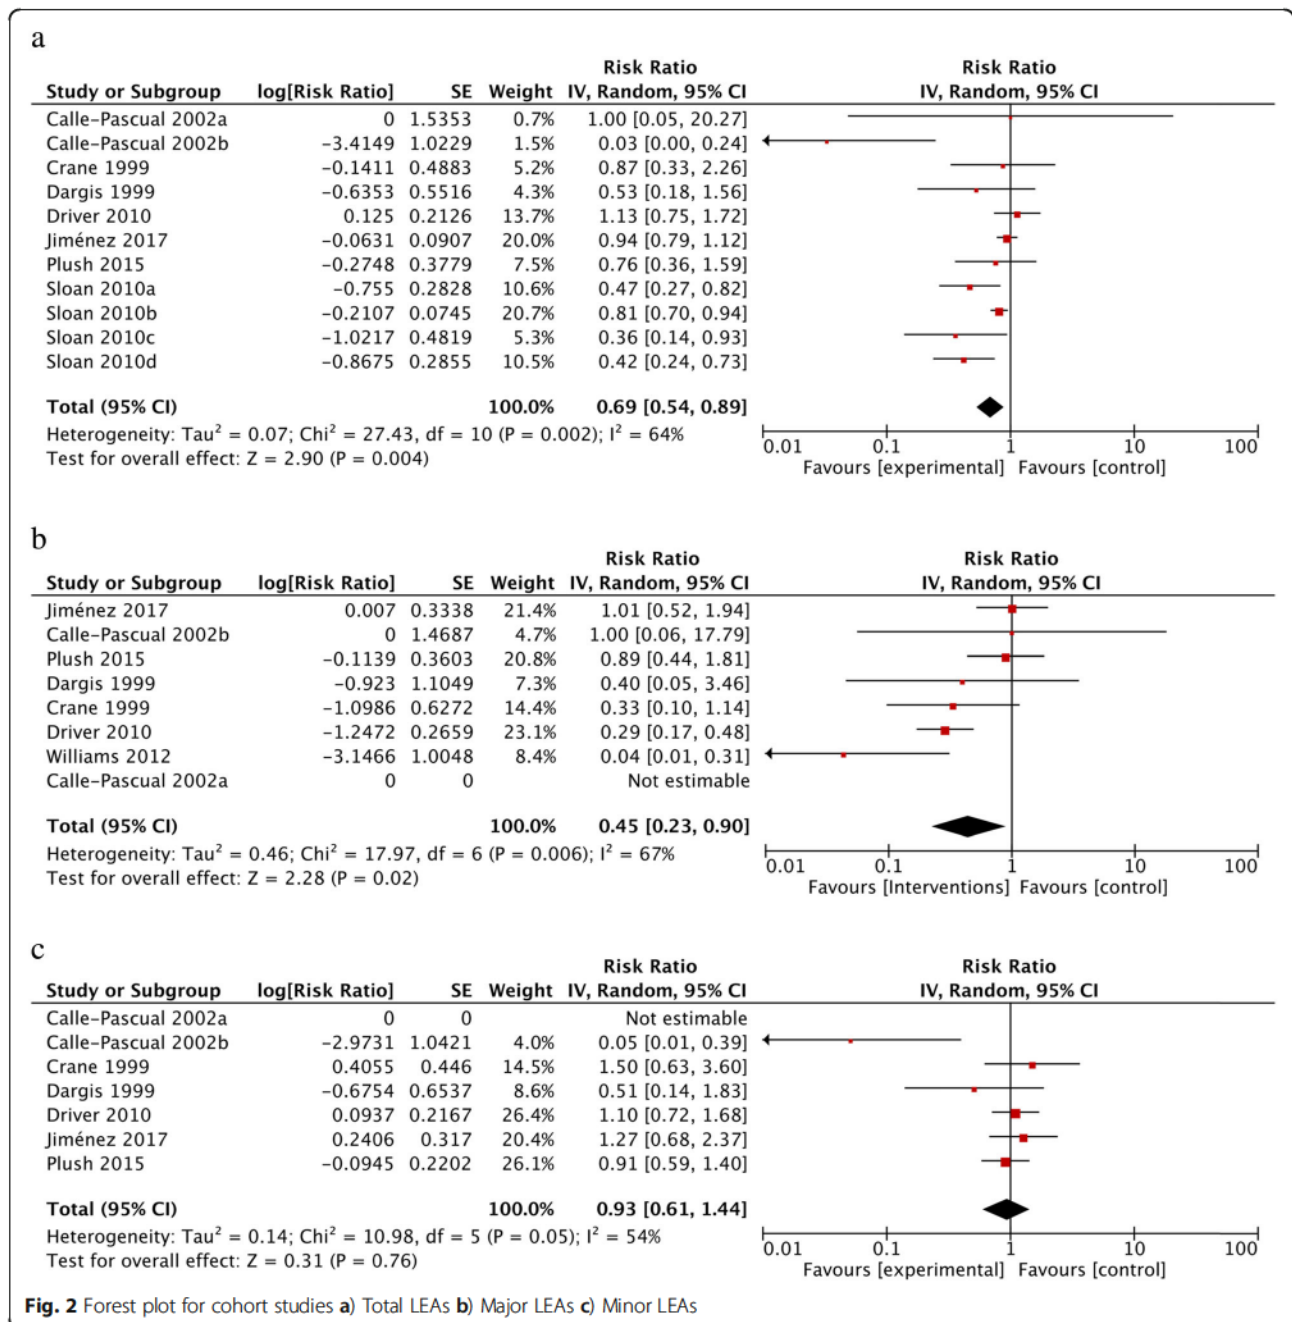 a
Risk Ratio Risk Ratio
Study or Subgroup log[Risk Ratio] SE Weight IV, Random, 95% CI IV, Random, 95% CI
Calle-Pascual 2002a 0 1.5353 0.7% 1.00 [0.05, 20.27]
Calle-Pascual 2002b -3.4149 1.0229 1.5% 0.03 [0.00, 0.24]
Crane 1999 -0.1411 0.4883 5.2% 0.87 [0.33, 2.26]
Dargis 1999 -0.6353 0.5516 4.3% 0.53 [0.18, 1.56]
Driver 2010 0.125 0.2126 13.7% 1.13 [0.75, 1.72]
Jiménez 2017 -0.0631 0.0907 20.0% 0.94 [0.79, 1.12]
Plush 2015 -0.2748 0.3779 7.5% 0.76 [0.36, 1.59]
Sloan 2010a -0.755 0.2828 10.6% 0.47 [0.27, 0.82]
Sloan 2010b -0.2107 0.0745 20.7% 0.81 [0.70, 0.94]
Sloan 2010c -1.0217 0.4819 5.3% 0.36 [0.14, 0.93]
Sloan 2010d -0.8675 0.2855 10.5% 0.42 [0.24, 0.73]
Total (95% CI) 100.0% 0.69 [0.54, 0.89]
Heterogeneity: Tau² = 0.07; Chi² = 27.43, df = 10 (P = 0.002); I² = 64%
Test for overall effect: Z = 2.90 (P = 0.004)
0.01 0.1 1 10 100
Favours [experimental] Favours [control]
b
Risk Ratio Risk Ratio
Study or Subgroup log[Risk Ratio] SE Weight IV, Random, 95% CI IV, Random, 95% CI
Jiménez 2017 0.007 0.3338 21.4% 1.01 [0.52, 1.94]
Calle-Pascual 2002b 0 1.4687 4.7% 1.00 [0.06, 17.79]
Plush 2015 -0.1139 0.3603 20.8% 0.89 [0.44, 1.81]
Dargis 1999 -0.923 1.1049 7.3% 0.40 [0.05, 3.46]
Crane 1999 -1.0986 0.6272 14.4% 0.33 [0.10, 1.14]
Driver 2010 -1.2472 0.2659 23.1% 0.29 [0.17, 0.48]
Williams 2012 -3.1466 1.0048 8.4% 0.04 [0.01, 0.31]
Calle-Pascual 2002a 0 0 Not estimable
Total (95% CI) 100.0% 0.45 [0.23, 0.90]
Heterogeneity: Tau² = 0.46; Chi² = 17.97, df = 6 (P = 0.006); I² = 67%
Test for overall effect: Z = 2.28 (P = 0.02)
0.01 0.1 1 10 100
Favours [Interventions] Favours [control]
c
Risk Ratio Risk Ratio
Study or Subgroup log[Risk Ratio] SE Weight IV, Random, 95% CI IV, Random, 95% CI
Calle-Pascual 2002a 0 0 Not estimable
Calle-Pascual 2002b -2.9731 1.0421 4.0% 0.05 [0.01, 0.39]
Crane 1999 0.4055 0.446 14.5% 1.50 [0.63, 3.60]
Dargis 1999 -0.6754 0.6537 8.6% 0.51 [0.14, 1.83]
Driver 2010 0.0937 0.2167 26.4% 1.10 [0.72, 1.68]
Jiménez 2017 0.2406 0.317 20.4% 1.27 [0.68, 2.37]
Plush 2015 -0.0945 0.2202 26.1% 0.91 [0.59, 1.40]
Total (95% CI) 100.0% 0.93 [0.61, 1.44]
Heterogeneity: Tau² = 0.14; Chi² = 10.98, df = 5 (P = 0.05); I² = 54%
Test for overall effect: Z = 0.31 (P = 0.76)
0.01 0.1 1 10 100
Favours [experimental] Favours [control]
Fig. 2 Forest plot for cohort studies a) Total LEAs b) Major LEAs c) Minor LEAs